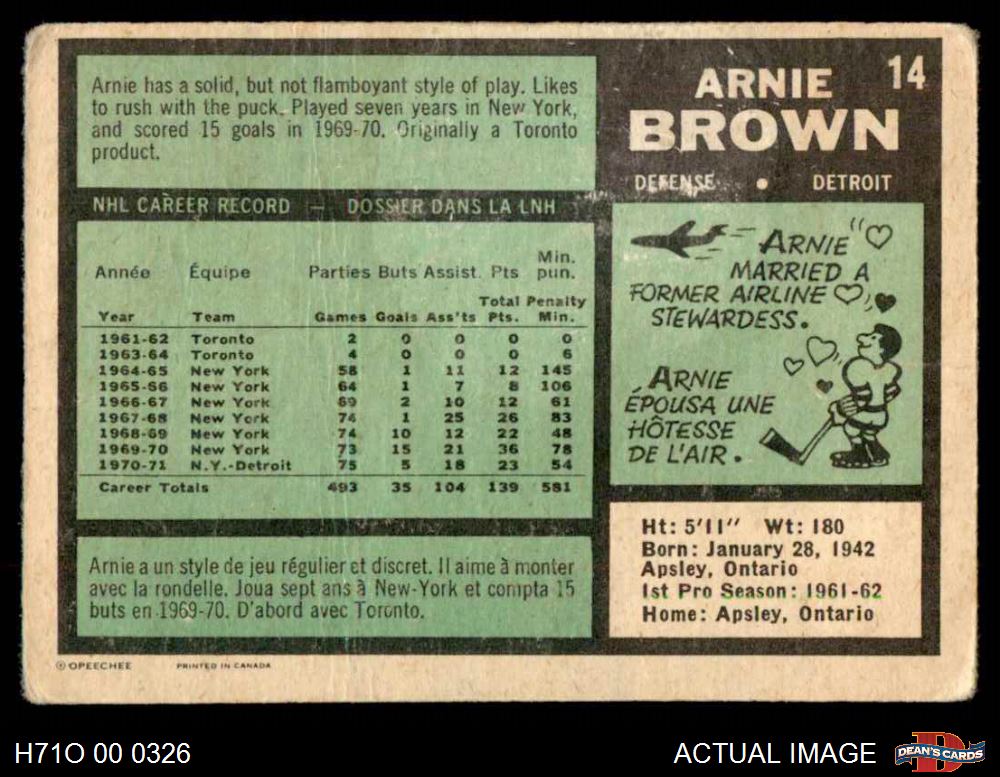 Arnie has a solid, but not flamboyant style of play. Likes
to rush with the puck. Played seven years in New York,
and scored 15 goals in 1969-70. Originally a Toronto
product.
NHL CAREER RECORD — DOSSIER DANS LA LNH
Année Équipe Parties Buts Assist. Pts Min. pun.
Year Team Games Goals Ass'ts Total Pts. Penalty Min.
1961-62 Toronto 2 0 0 0 0
1963-64 Toronto 4 0 0 0 6
1964-65 New York 58 1 11 12 145
1965-66 New York 64 1 7 8 106
1966-67 New York 69 2 10 12 61
1967-68 New York 74 1 25 26 83
1968-69 New York 74 10 12 22 48
1969-70 New York 73 15 21 36 78
1970-71 N.Y.-Detroit 75 5 18 23 54
Career Totals 493 35 104 139 581
Arnie a un style de jeu régulier et discret. Il aime à monter
avec la rondelle. Joua sept ans à New-York et compta 15
buts en 1969-70. D'abord avec Toronto.
© OPEECHEE PRINTED IN CANADA
14
ARNIE
BROWN
DEFENSE • DETROIT
ARNIE
MARRIED A
FORMER AIRLINE
STEWARDESS.
ARNIE
ÉPOUSA UNE
HÔTESSE
DE L'AIR.
Ht: 5'11" Wt: 180
Born: January 28, 1942
Apsley, Ontario
1st Pro Season: 1961-62
Home: Apsley, Ontario
H71O 00 0326
ACTUAL IMAGE
D
DEAN'S CARDS